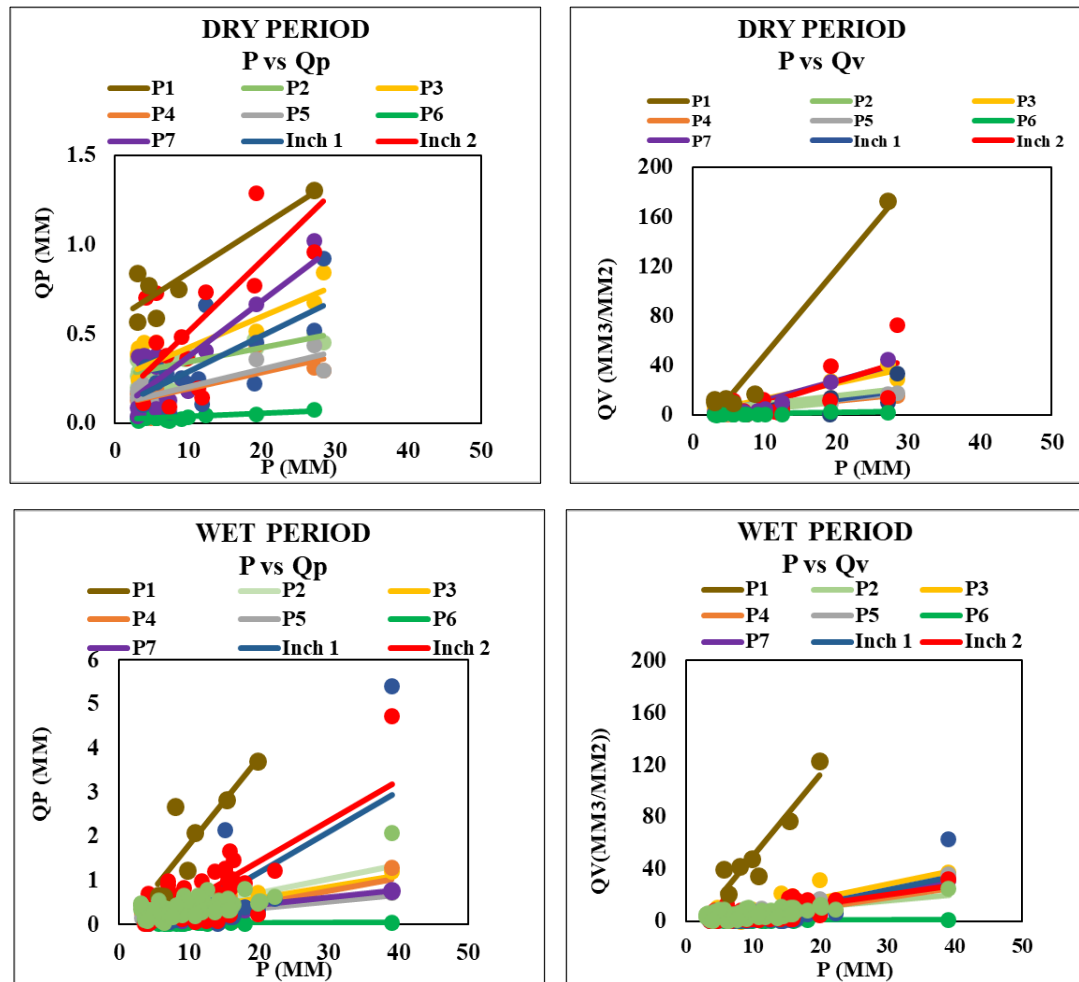 DRY PERIOD
P vs Qp
P1 P2 P3
P4 P5 P6
P7 Inch 1 Inch 2
1.5
1.0
0.5
0.0
QP (MM)
0 10 20 30 40 50
P (MM)
DRY PERIOD
P vs Qv
P1 P2 P3
P4 P5 P6
P7 Inch 1 Inch 2
200
160
120
80
40
0
QV (MM3/MM2)
0 10 20 30 40 50
P (MM)
WET PERIOD
P vs Qp
P1 P2 P3
P4 P5 P6
P7 Inch 1 Inch 2
6
5
4
3
2
1
0
QP (MM)
0 10 20 30 40 50
P (MM)
WET PERIOD
P vs Qv
P1 P2 P3
P4 P5 P6
P7 Inch 1 Inch 2
200
160
120
80
40
0
QV(MM3/MM2))
0 10 20 30 40 50
P (MM)